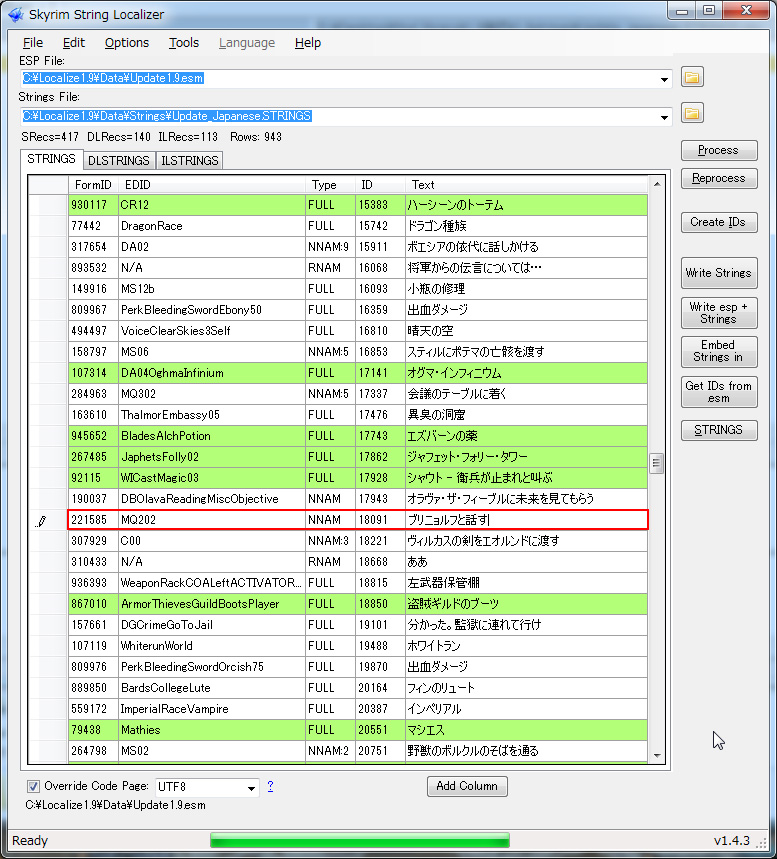 Skyrim String Localizer
File Edit Options Tools Language Help
ESP File:
C:¥Localize1.9¥Data¥Update1.9.esm
Strings File:
C:¥Localize1.9¥Data¥Strings¥Update_Japanese.STRINGS
SRecs=417 DLRecs=140 ILRecs=113 Rows: 943
STRINGS DLSTRINGS ILSTRINGS
FormID EDID Type ID Text
930117 CR12 FULL 15383 ハーシーンのトーテム
77442 DragonRace FULL 15742 ドラゴン種族
317654 DA02 NNAM:9 15911 ボエシアの依代に話しかける
893532 N/A RNAM 16068 将軍からの伝言については…
149916 MS12b FULL 16093 小瓶の修理
809967 PerkBleedingSwordEbony50 FULL 16359 出血ダメージ
494497 VoiceClearSkies3Self FULL 16810 晴天の空
158797 MS06 NNAM:5 16853 スティルにポテマの亡骸を渡す
107314 DA04OghmaInfinium FULL 17141 オグマ・インフィニウム
284963 MQ302 NNAM:5 17337 会議のテーブルに着く
163610 ThalmorEmbassy05 FULL 17476 異臭の洞窟
945652 BladesAlchPotion FULL 17743 エズバーンの薬
267485 JaphetsFolly02 FULL 17862 ジャフェット・フォリー・タワー
92115 WICastMagic03 FULL 17928 シャウト - 衛兵が止まれと叫ぶ
190037 DBOlavaReadingMiscObjective NNAM 17943 オラヴァ・ザ・フィーブルに未来を見てもらう
221585 MQ202 NNAM 18091 ブリニョルフと話す
307929 C00 NNAM:3 18221 ヴィルカスの剣をエオルンドに渡す
310433 N/A RNAM 18668 ああ
936393 WeaponRackCOALeftACTIVATOR... FULL 18815 左武器保管棚
867010 ArmorThievesGuildBootsPlayer FULL 18850 盗賊ギルドのブーツ
157661 DGCrimeGoToJail FULL 19101 分かった。監獄に連れて行け
107119 WhiterunWorld FULL 19488 ホワイトラン
809976 PerkBleedingSwordOrcish75 FULL 19870 出血ダメージ
889850 BardsCollegeLute FULL 20164 フィンのリュート
559172 ImperialRaceVampire FULL 20387 インペリアル
79438 Mathies FULL 20551 マシエス
264798 MS02 NNAM:2 20751 野獣のボルクルのそばを通る
Process
Reprocess
Create IDs
Write Strings
Write esp +
Strings
Embed
Strings in
Get IDs from
.esm
STRINGS
Override Code Page: UTF8 ? Add Column
C:¥Localize1.9¥Data¥Update1.9.esm
Ready v1.4.3